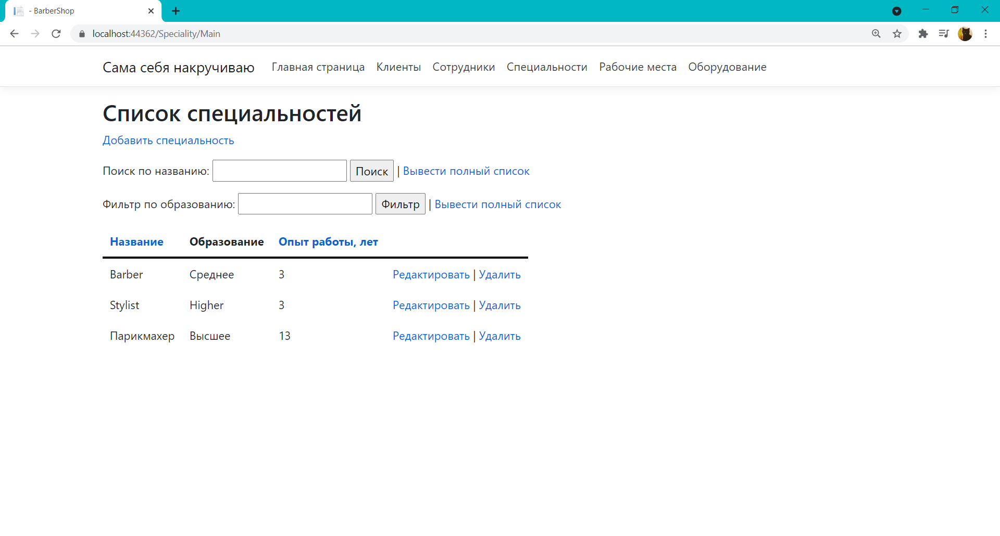 - BarberShop
localhost:44362/Speciality/Main
Сама себя накручиваю Главная страница Клиенты Сотрудники Специальности Рабочие места Оборудование
Список специальностей
Добавить специальность
Поиск по названию: Поиск | Вывести полный список
Фильтр по образованию: Фильтр | Вывести полный список
Название Образование Опыт работы, лет
Barber Среднее 3 Редактировать | Удалить
Stylist Higher 3 Редактировать | Удалить
Парикмахер Высшее 13 Редактировать | Удалить